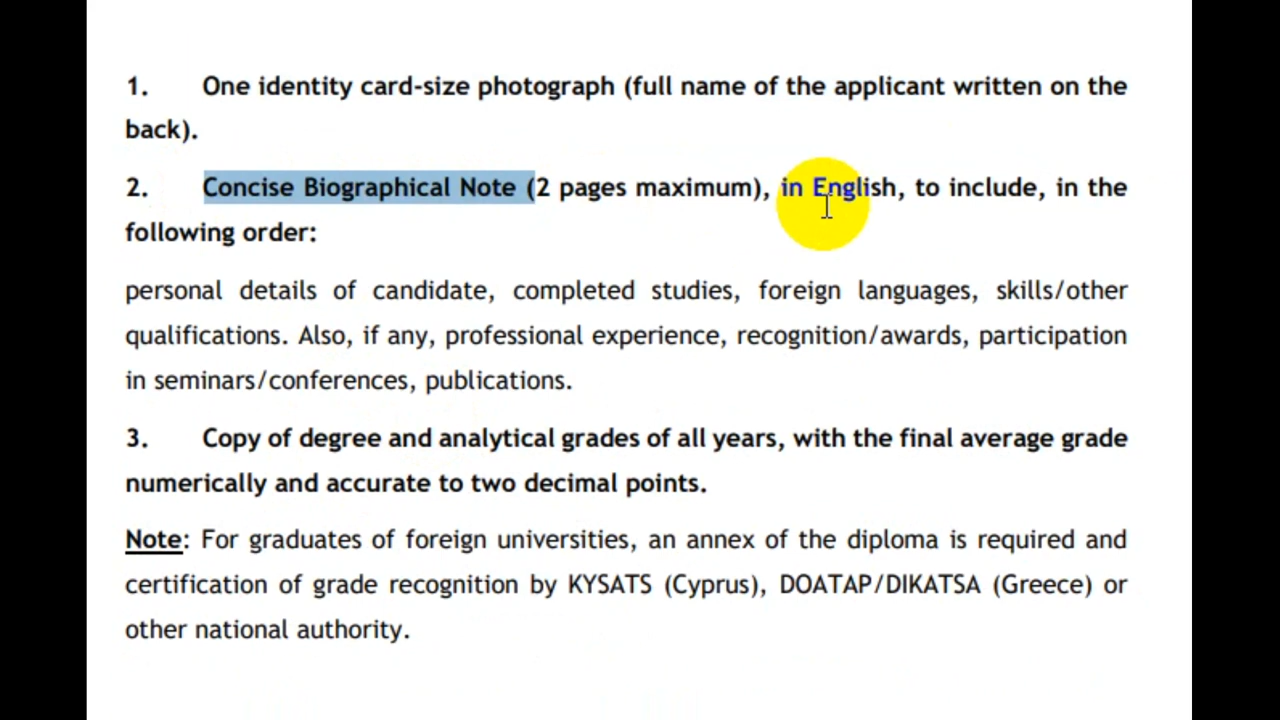 1. One identity card-size photograph (full name of the applicant written on the
back).
2. Concise Biographical Note (2 pages maximum), in English, to include, in the
following order:
personal details of candidate, completed studies, foreign languages, skills/other
qualifications. Also, if any, professional experience, recognition/awards, participation
in seminars/conferences, publications.
3. Copy of degree and analytical grades of all years, with the final average grade
numerically and accurate to two decimal points.
Note: For graduates of foreign universities, an annex of the diploma is required and
certification of grade recognition by KYSATS (Cyprus), DOATAP/DIKATSA (Greece) or
other national authority.